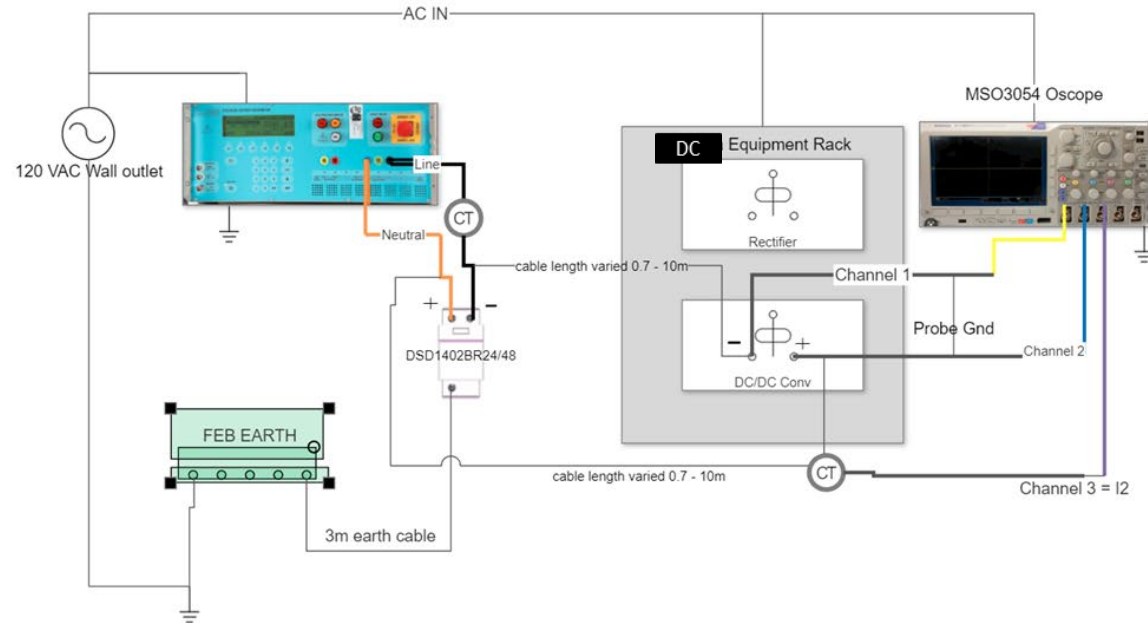 AC IN
MSO3054 Oscope
120 VAC Wall outlet
DC Equipment Rack
Line
CT
Rectifier
Neutral
cable length varied 0.7 - 10m
Channel 1
+
-
-
+
Probe Gnd
Channel 2
DSD1402BR24/48
DC/DC Conv
FEB EARTH
cable length varied 0.7 - 10m
CT
Channel 3 = I2
3m earth cable